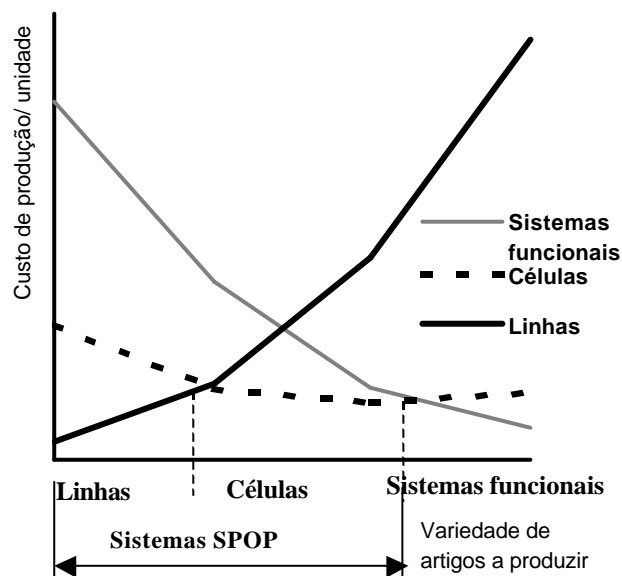 Custo de produção/ unidade
Sistemas
funcionais
Células
Linhas
Linhas
Células
Sistemas funcionais
Sistemas SPOP
Variedade de
artigos a produzir